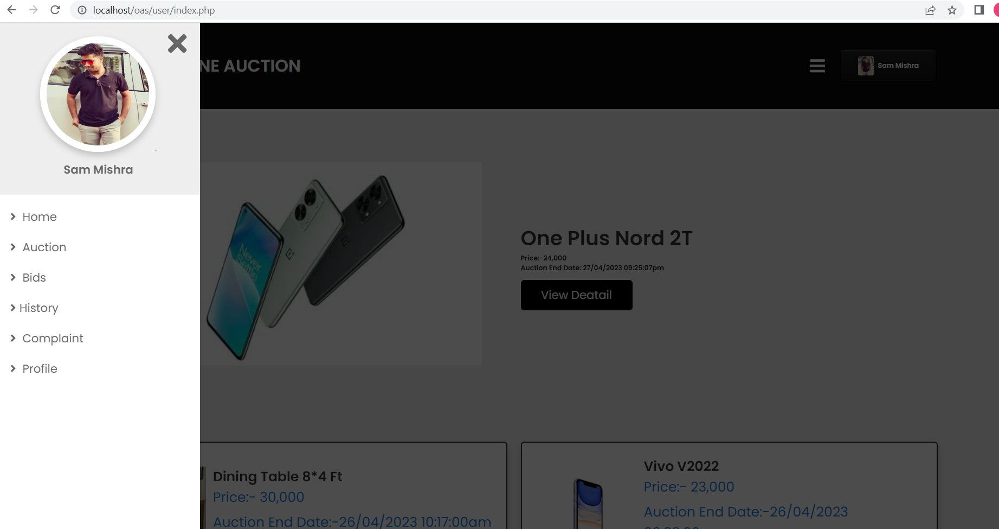 localhost/oas/user/index.php
NE AUCTION
Sam Mishra
Sam Mishra
Home
Auction
Bids
History
Complaint
Profile
Never
Settle
One Plus Nord 2T
Price:-24,000
Auction End Date: 27/04/2023 09:25:07pm
View Deatail
Dining Table 8*4 Ft
Price:- 30,000
Auction End Date:-26/04/2023 10:17:00am
Vivo V2022
Price:- 23,000
Auction End Date:-26/04/2023